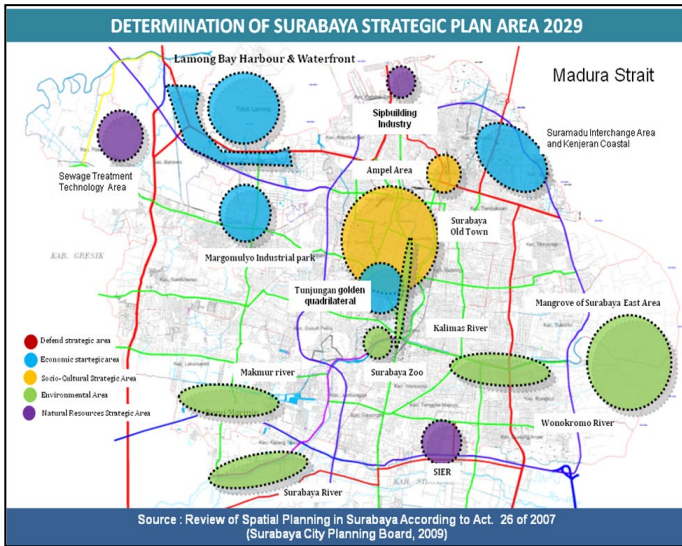 DETERMINATION OF SURABAYA STRATEGIC PLAN AREA 2029
Lamong Bay Harbour & Waterfront
Madura Strait
Sipbuilding
Industry
Suramadu Interchange Area
and Kenjeran Coastal
Sewage Treatment
Technology Area
Ampel Area
Surabaya
Old Town
KAB. GRESIK
Margomulyo Industrial park
Tunjungan golden
quadrilateral
Mangrove of Surabaya East Area
Kalimas River
Defend strategic area
Economic startegic area
Socio-Cultural Strategic Area
Environmental Area
Natural Resources Strategic Area
Makmur river
Surabaya Zoo
Wonokromo River
SIER
Surabaya River
Source : Review of Spatial Planning in Surabaya According to Act. 26 of 2007
(Surabaya City Planning Board, 2009)